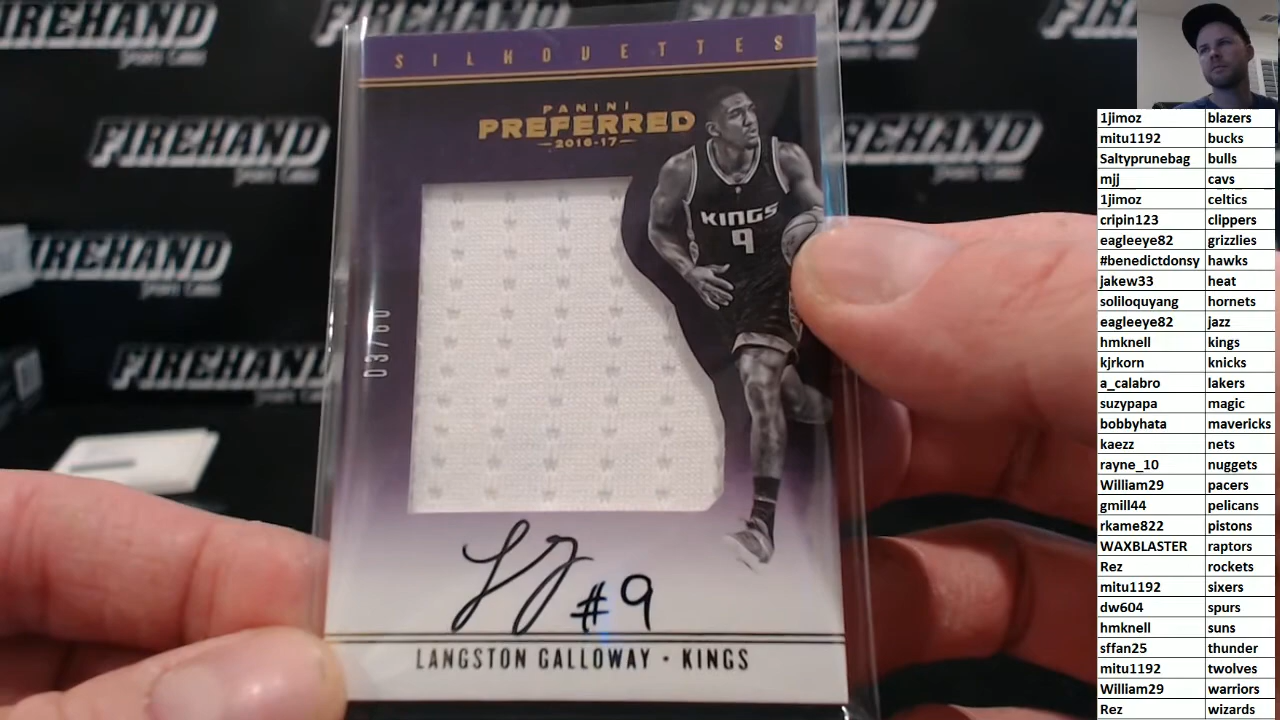 FIREHAND
SPORTS CARDS
FIREHAND
SPORTS CARDS
FIREHAND
FIREHAND
SILHOUETTES
PANINI
PREFERRED
2016-17
KINGS
9
03/60
#9
LANGSTON GALLOWAY • KINGS
1jimoz blazers
mitu1192 bucks
Saltyprunebag bulls
mjj cavs
1jimoz celtics
cripin123 clippers
eagleeye82 grizzlies
#benedictdonsy hawks
jakew33 heat
soliloquyang hornets
eagleeye82 jazz
hmknell kings
kjrkorn knicks
a_calabro lakers
suzypapa magic
bobbyhata mavericks
kaezz nets
rayne_10 nuggets
William29 pacers
gmill44 pelicans
rkame822 pistons
WAXBLASTER raptors
Rez rockets
mitu1192 sixers
dw604 spurs
hmknell suns
sffan25 thunder
mitu1192 twolves
William29 warriors
Rez wizards